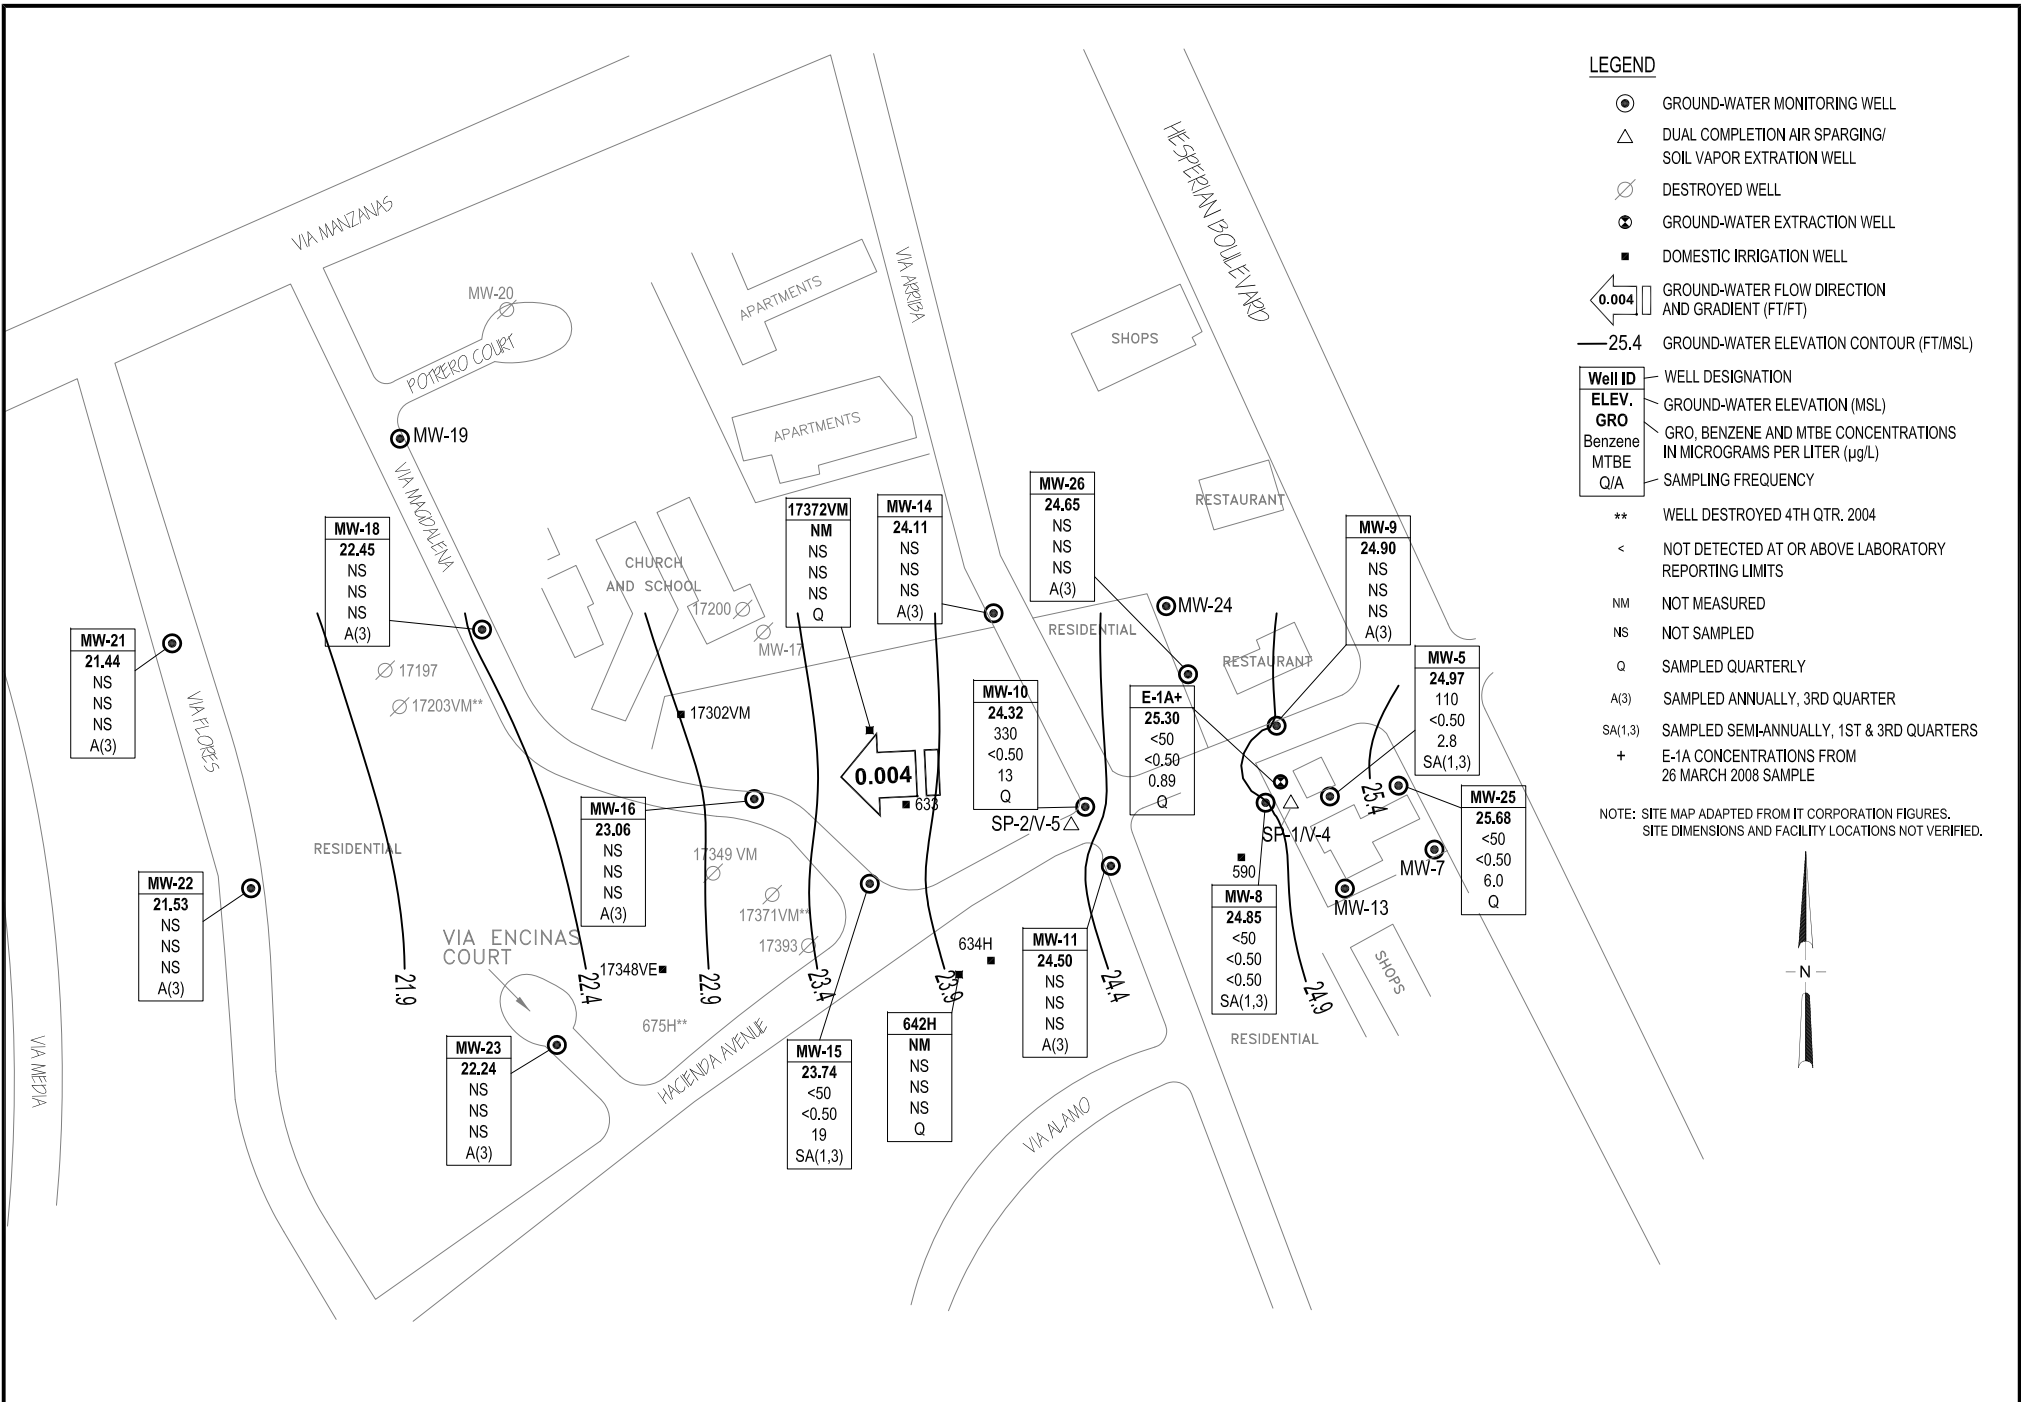 LEGEND
GROUND-WATER MONITORING WELL
DUAL COMPLETION AIR SPARGING/
SOIL VAPOR EXTRATION WELL
DESTROYED WELL
GROUND-WATER EXTRACTION WELL
DOMESTIC IRRIGATION WELL
0.004
GROUND-WATER FLOW DIRECTION
AND GRADIENT (FT/FT)
25.4 GROUND-WATER ELEVATION CONTOUR (FT/MSL)
Well ID
ELEV.
GRO
Benzene
MTBE
Q/A
WELL DESIGNATION
GROUND-WATER ELEVATION (MSL)
GRO, BENZENE AND MTBE CONCENTRATIONS
IN MICROGRAMS PER LITER (µg/L)
SAMPLING FREQUENCY
** WELL DESTROYED 4TH QTR. 2004
< NOT DETECTED AT OR ABOVE LABORATORY
REPORTING LIMITS
NM NOT MEASURED
NS NOT SAMPLED
Q SAMPLED QUARTERLY
A(3) SAMPLED ANNUALLY, 3RD QUARTER
SA(1,3) SAMPLED SEMI-ANNUALLY, 1ST & 3RD QUARTERS
+ E-1A CONCENTRATIONS FROM
26 MARCH 2008 SAMPLE
NOTE: SITE MAP ADAPTED FROM IT CORPORATION FIGURES.
SITE DIMENSIONS AND FACILITY LOCATIONS NOT VERIFIED.
N
VIA MANZANAS
HESPERIAN BOULEVARD
VIA ARRIBA
MW-20
POTRERO COURT
APARTMENTS
SHOPS
APARTMENTS
MW-19
VIA MAGDALENA
RESTAURANT
MW-18
22.45
NS
NS
NS
A(3)
CHURCH
AND SCHOOL
17200
MW-17
17372VM
NM
NS
NS
NS
Q
MW-14
24.11
NS
NS
NS
A(3)
MW-26
24.65
NS
NS
NS
A(3)
MW-24
RESIDENTIAL
RESTAURANT
MW-9
24.90
NS
NS
NS
A(3)
MW-5
24.97
110
<0.50
2.8
SA(1,3)
MW-21
21.44
NS
NS
NS
A(3)
VIA FLORES
17197
17203VM**
17302VM
0.004
633
MW-10
24.32
330
<0.50
13
Q
SP-2/V-5
E-1A+
25.30
<50
<0.50
0.89
Q
SP-1/V-4
25.4
MW-25
25.68
<50
<0.50
6.0
Q
MW-7
MW-13
590
MW-8
24.85
<50
<0.50
<0.50
SA(1,3)
MW-16
23.06
NS
NS
NS
A(3)
RESIDENTIAL
17349 VM
17371VM**
17393
MW-22
21.53
NS
NS
NS
A(3)
VIA ENCINAS
COURT
17348VE
675H**
634H
MW-11
24.50
NS
NS
NS
A(3)
SHOPS
RESIDENTIAL
21.9
22.4
22.9
23.4
23.9
24.4
24.9
MW-23
22.24
NS
NS
NS
A(3)
HACIENDA AVENUE
MW-15
23.74
<50
<0.50
19
SA(1,3)
642H
NM
NS
NS
NS
Q
VIA ALAMO
VIA MEDIA